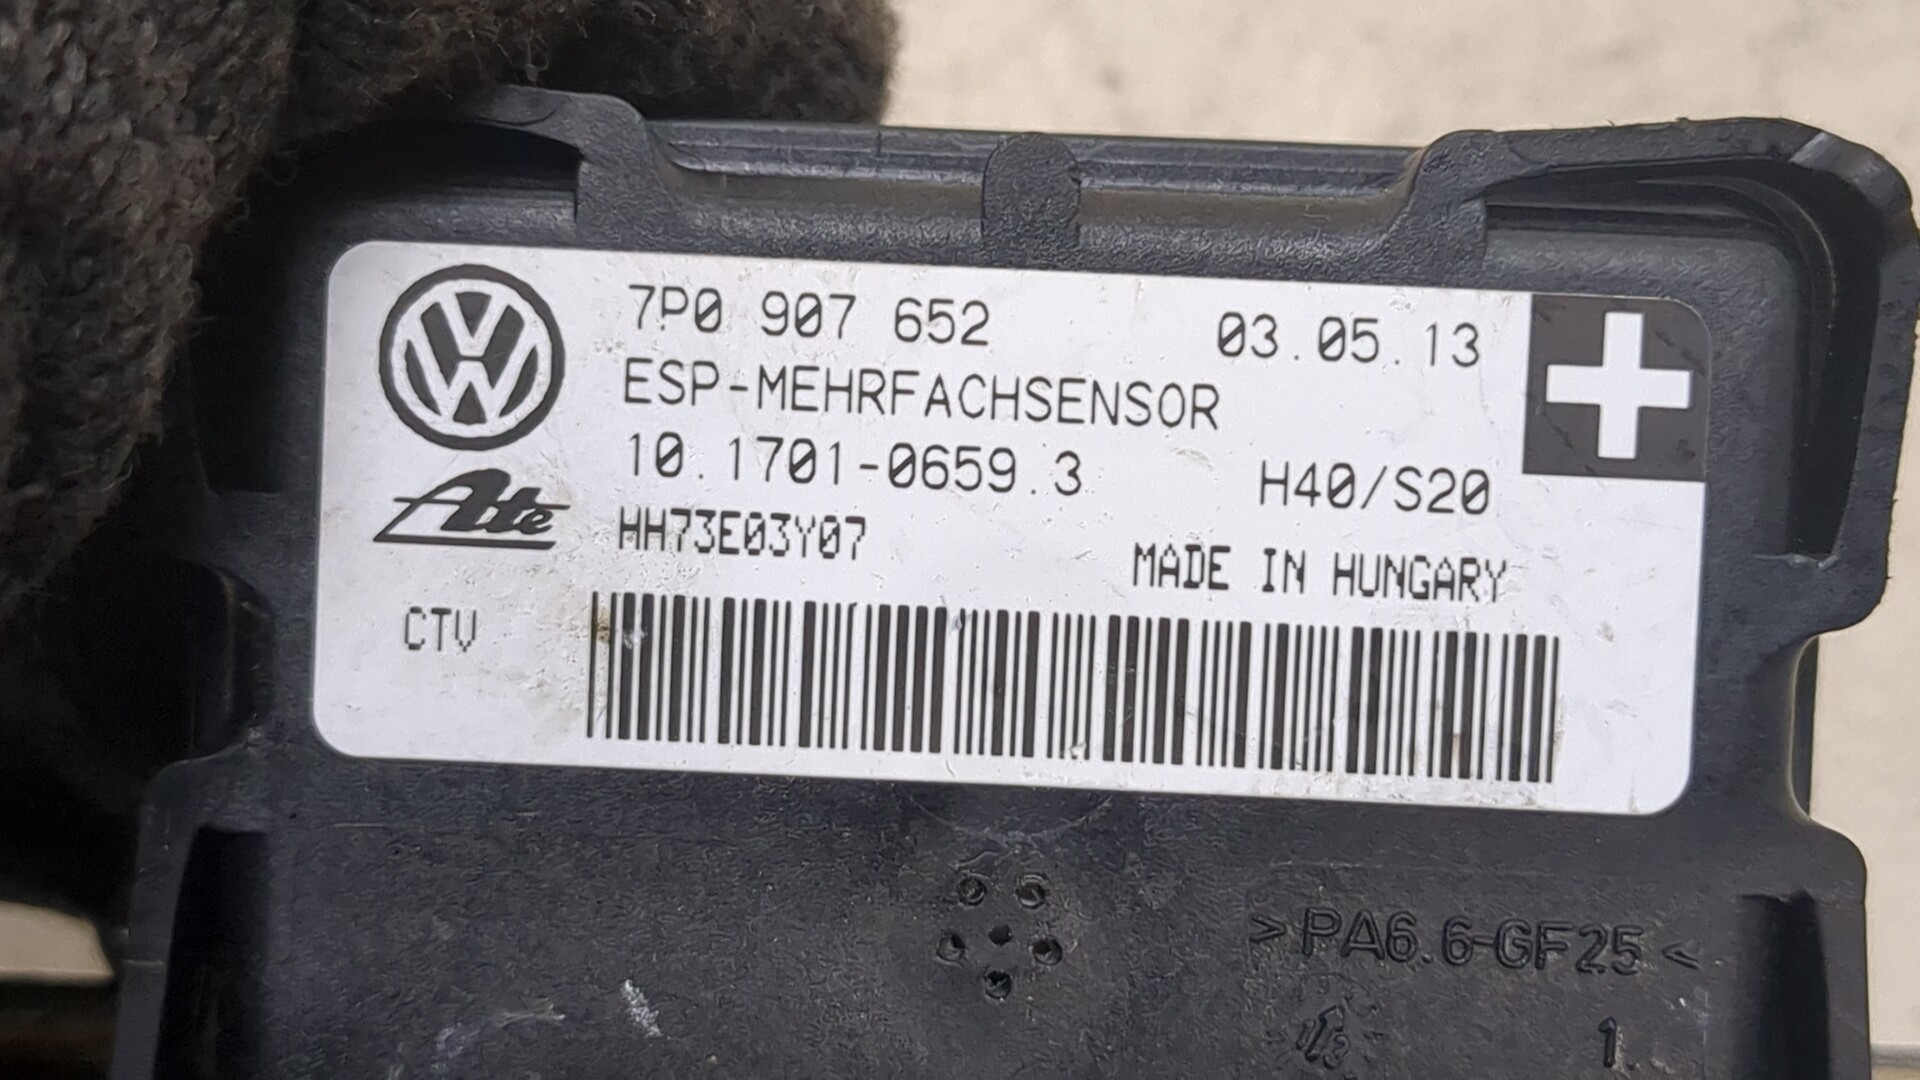 7P0 907 652 03.05.13
ESP-MEHRFACHSENSOR
10.1701-0659.3 H40/S20
Ate
HH73E03Y07
MADE IN HUNGARY
CTV
>PA6.6-GF25<
1